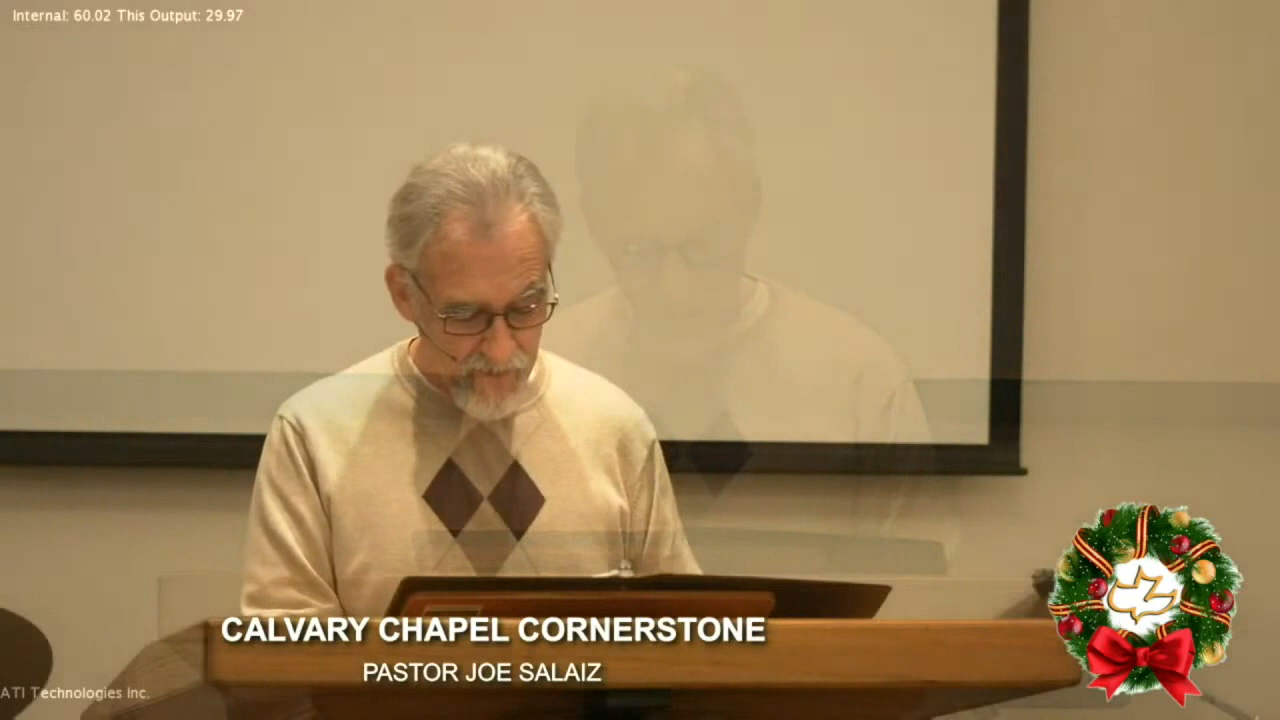 Internal: 60.02 This Output: 29.97
CALVARY CHAPEL CORNERSTONE
PASTOR JOE SALAIZ
ATI Technologies Inc.